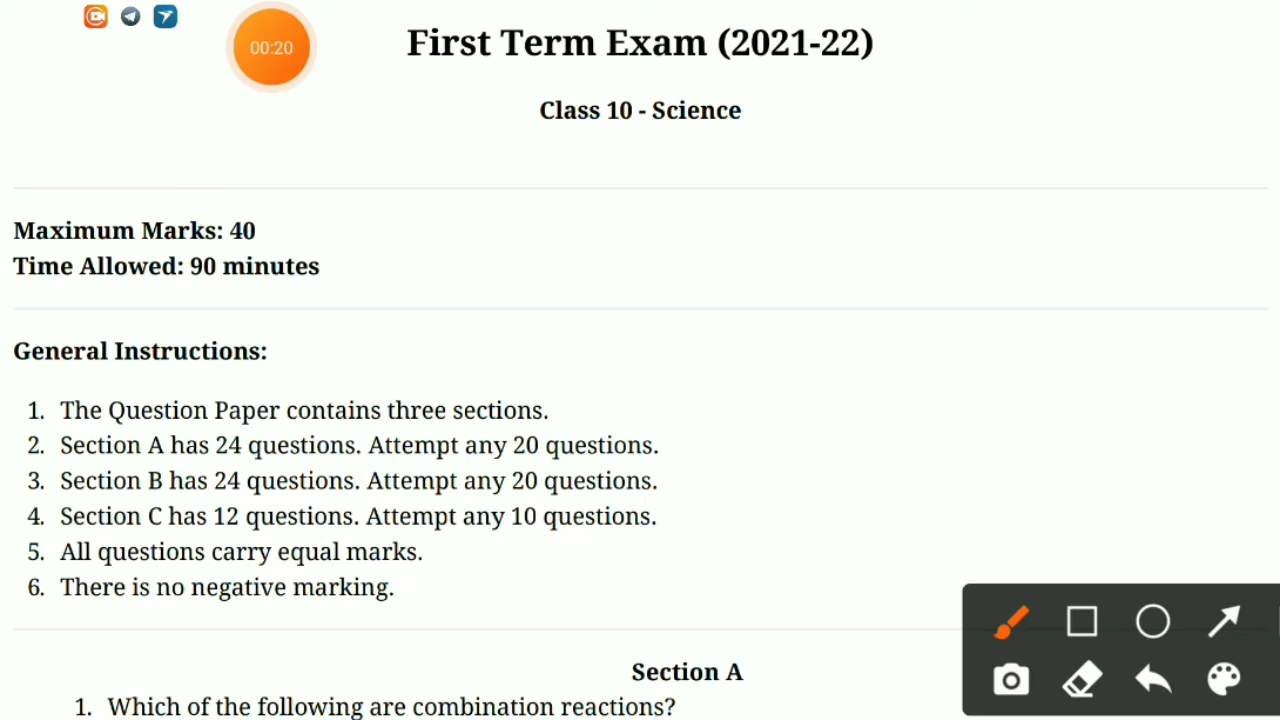 00:20
First Term Exam (2021-22)
Class 10 - Science
Maximum Marks: 40
Time Allowed: 90 minutes
General Instructions:
1. The Question Paper contains three sections.
2. Section A has 24 questions. Attempt any 20 questions.
3. Section B has 24 questions. Attempt any 20 questions.
4. Section C has 12 questions. Attempt any 10 questions.
5. All questions carry equal marks.
6. There is no negative marking.
Section A
1. Which of the following are combination reactions?